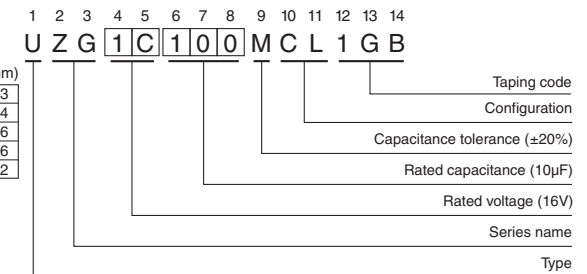 1 2 3 4 5 6 7 8 9 10 11 12 13 14
U Z G 1 C 1 0 0 M C L 1 G B
m)
3
4
6
6
2
Taping code
Configuration
Capacitance tolerance (±20%)
Rated capacitance (10µF)
Rated voltage (16V)
Series name
Type